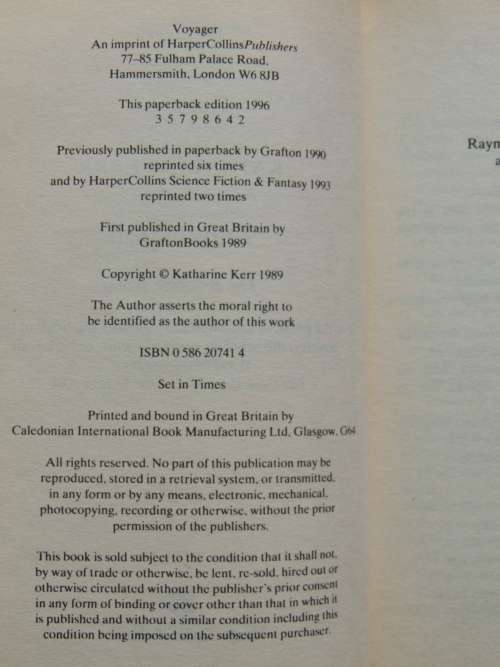 Voyager
An imprint of HarperCollinsPublishers
77–85 Fulham Palace Road,
Hammersmith, London W6 8JB
This paperback edition 1996
3 5 7 9 8 6 4 2
Previously published in paperback by Grafton 1990
reprinted six times
and by HarperCollins Science Fiction & Fantasy 1993
reprinted two times
First published in Great Britain by
GraftonBooks 1989
Copyright © Katharine Kerr 1989
The Author asserts the moral right to
be identified as the author of this work
ISBN 0 586 20741 4
Set in Times
Printed and bound in Great Britain by
Caledonian International Book Manufacturing Ltd, Glasgow, G64
All rights reserved. No part of this publication may be
reproduced, stored in a retrieval system, or transmitted,
in any form or by any means, electronic, mechanical,
photocopying, recording or otherwise, without the prior
permission of the publishers.
This book is sold subject to the condition that it shall not,
by way of trade or otherwise, be lent, re-sold, hired out or
otherwise circulated without the publisher's prior consent
in any form of binding or cover other than that in which it
is published and without a similar condition including this
condition being imposed on the subsequent purchaser.
Raym
a